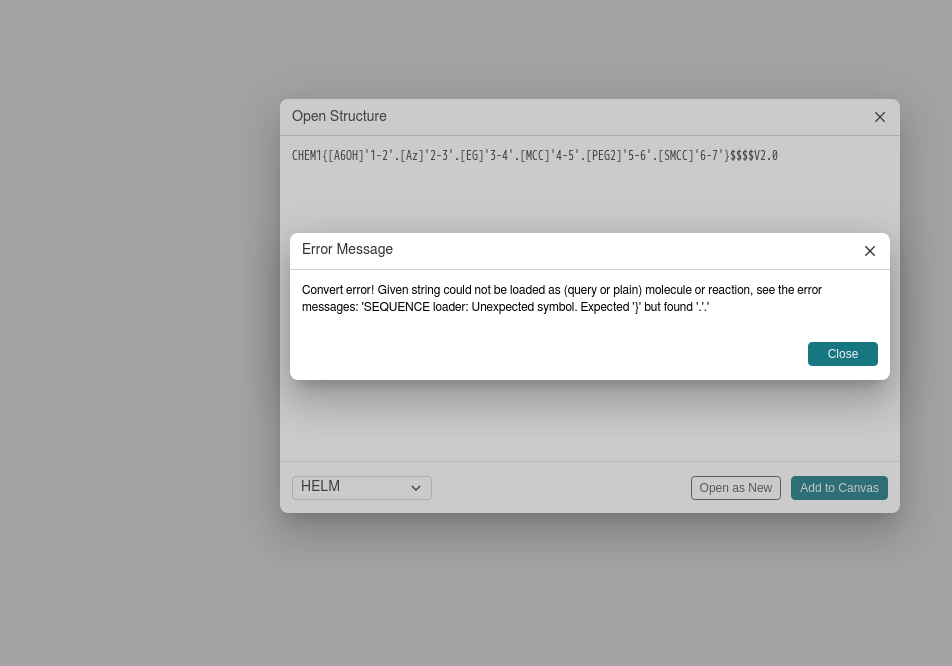 Open Structure
CHEM1{[A6OH]'1-2'.[Az]'2-3'.[EG]'3-4'.[MCC]'4-5'.[PEG2]'5-6'.[SMCC]'6-7'}$$$$V2.0
Error Message
Convert error! Given string could not be loaded as (query or plain) molecule or reaction, see the error
messages: 'SEQUENCE loader: Unexpected symbol. Expected '}' but found '.'.'
Close
HELM
Open as New
Add to Canvas